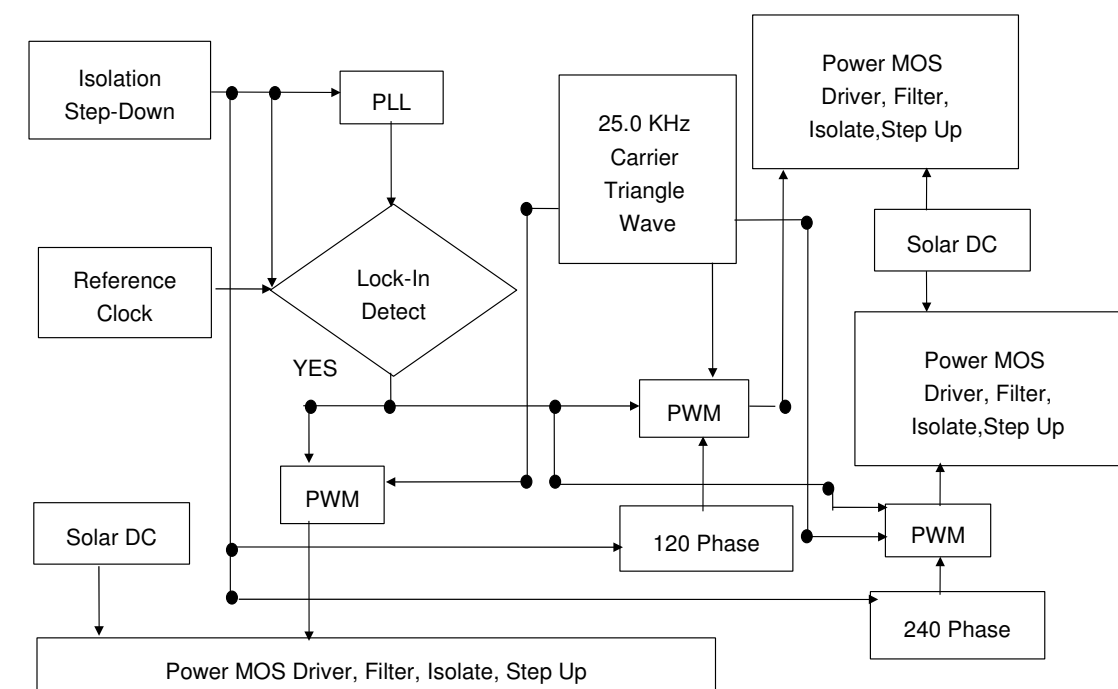 Isolation
Step-Down
PLL
25.0 KHz
Carrier
Triangle
Wave
Power MOS
Driver, Filter,
Isolate,Step Up
Solar DC
Reference
Clock
Lock-In
Detect
YES
PWM
Power MOS
Driver, Filter,
Isolate,Step Up
PWM
Solar DC
120 Phase
PWM
240 Phase
Power MOS Driver, Filter, Isolate, Step Up